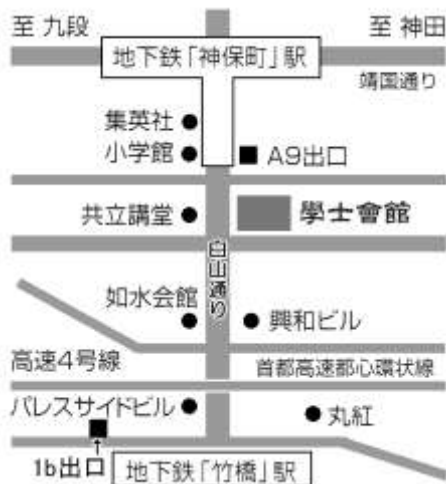 至 九段
至 神田
地下鉄「神保町」駅
靖国通り
集英社
小学館
A9出口
共立講堂
學士會館
白山通り
如水会館
興和ビル
高速4号線
首都高速都心環状線
パレスサイドビル
丸紅
1b出口
地下鉄「竹橋」駅